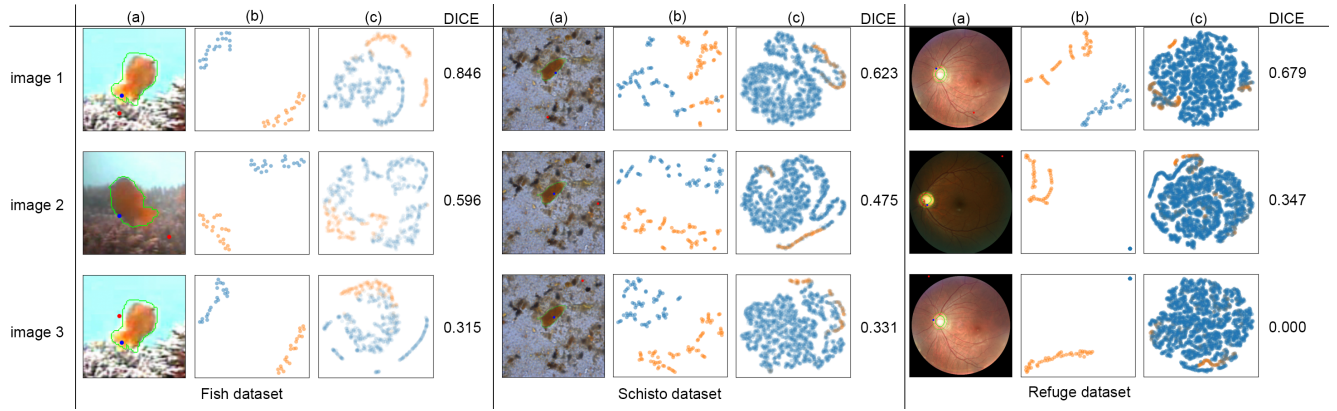 (a) (b) (c) DICE (a) (b) (c) DICE (a) (b) (c) DICE
image 1 0.846 0.623 0.679
image 2 0.596 0.475 0.347
image 3 0.315 0.331 0.000
Fish dataset Schisto dataset Refuge dataset